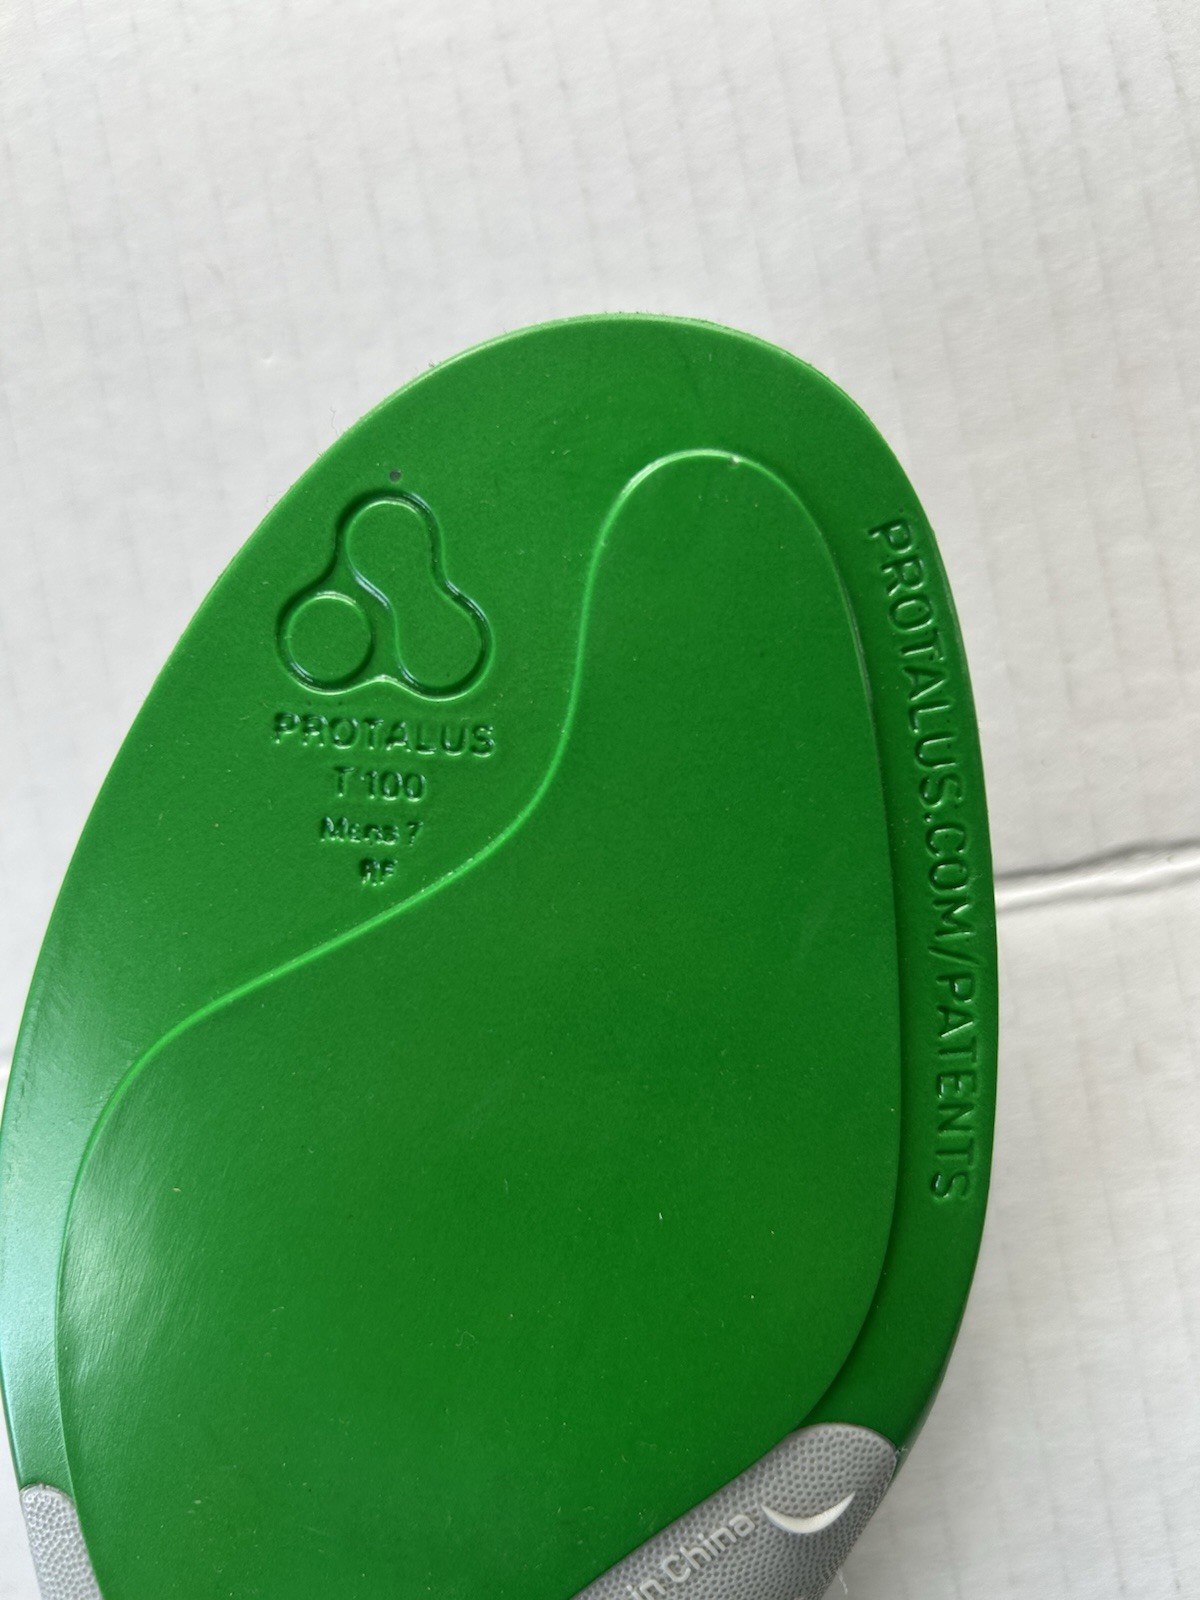 PROTALUS
T100
Mens 7
RF
PROTALUS.COM/PATENTS
in China